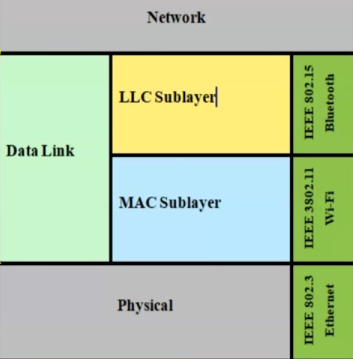 Network
Data Link
LLC Sublayer
MAC Sublayer
Physical
IEEE 802.15
Bluetooth
IEEE 3802.11
Wi-Fi
IEEE 802.3
Ethernet